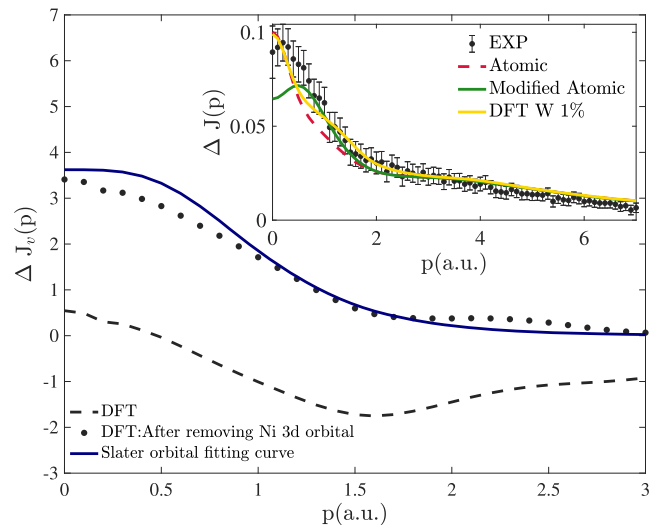 7
6
5
4
3
2
1
0
-1
-2
-3
Δ Jᵥ(p)
0
0.5
1
1.5
2
2.5
3
p(a.u.)
DFT
DFT:After removing Ni 3d orbital
Slater orbital fitting curve
0.1
0.05
0
Δ J(p)
0
2
4
6
p(a.u.)
EXP
Atomic
Modified Atomic
DFT W 1%